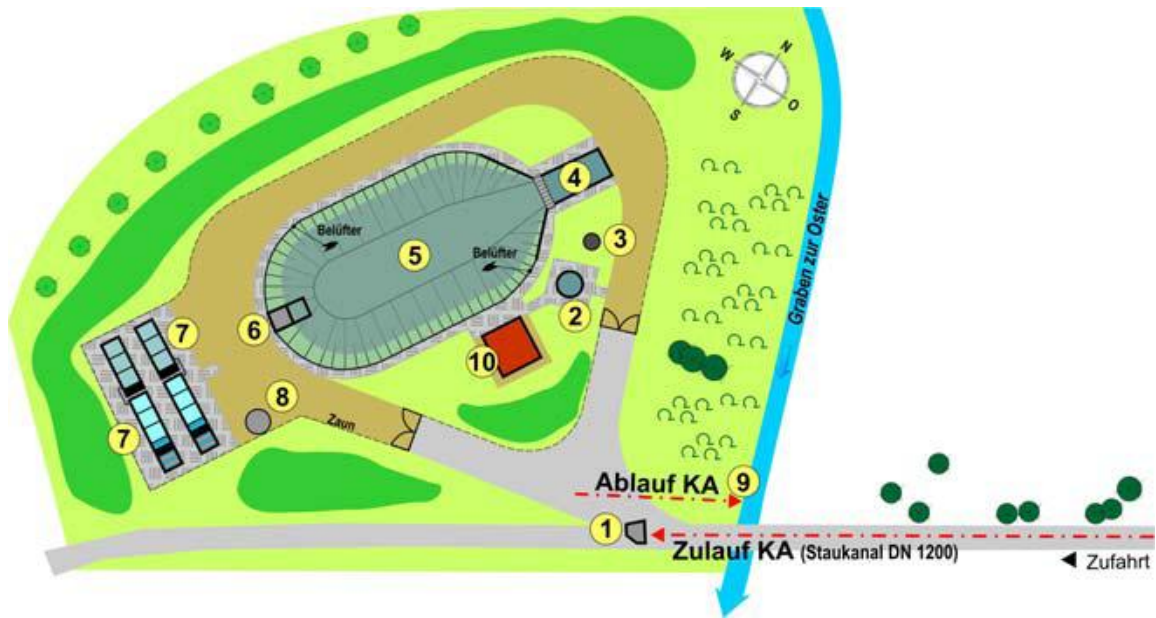 N
W
O
S
4
3
Belüfter
5
Belüfter
2
6
7
10
Graben zur Oster
8
7
Zaun
Ablauf KA
9
1
Zulauf KA (Staukanal DN 1200)
Zufahrt